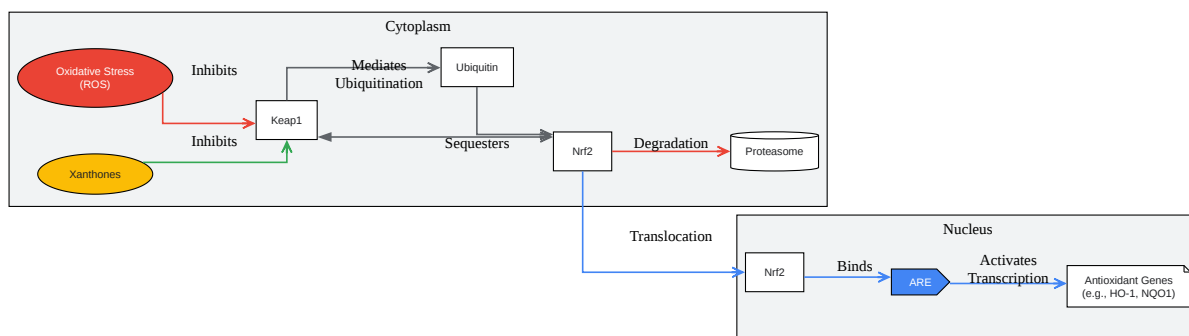 Cytoplasm
Oxidative Stress
(ROS)
Inhibits
Mediates
Ubiquitination
Ubiquitin
Keap1
Inhibits
Sequesters
Nrf2
Degradation
Proteasome
Xanthones
Translocation
Nucleus
Nrf2
Binds
ARE
Activates
Transcription
Antioxidant Genes
(e.g., HO-1, NQO1)